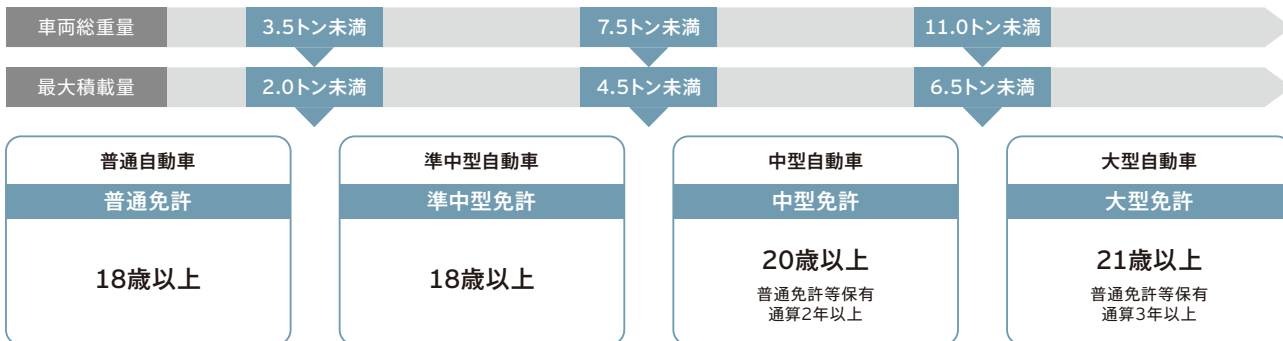 車両総重量 3.5トン未満 7.5トン未満 11.0トン未満
最大積載量 2.0トン未満 4.5トン未満 6.5トン未満
普通自動車
普通免許
18歳以上
準中型自動車
準中型免許
18歳以上
中型自動車
中型免許
20歳以上
普通免許等保有
通算2年以上
大型自動車
大型免許
21歳以上
普通免許等保有
通算3年以上